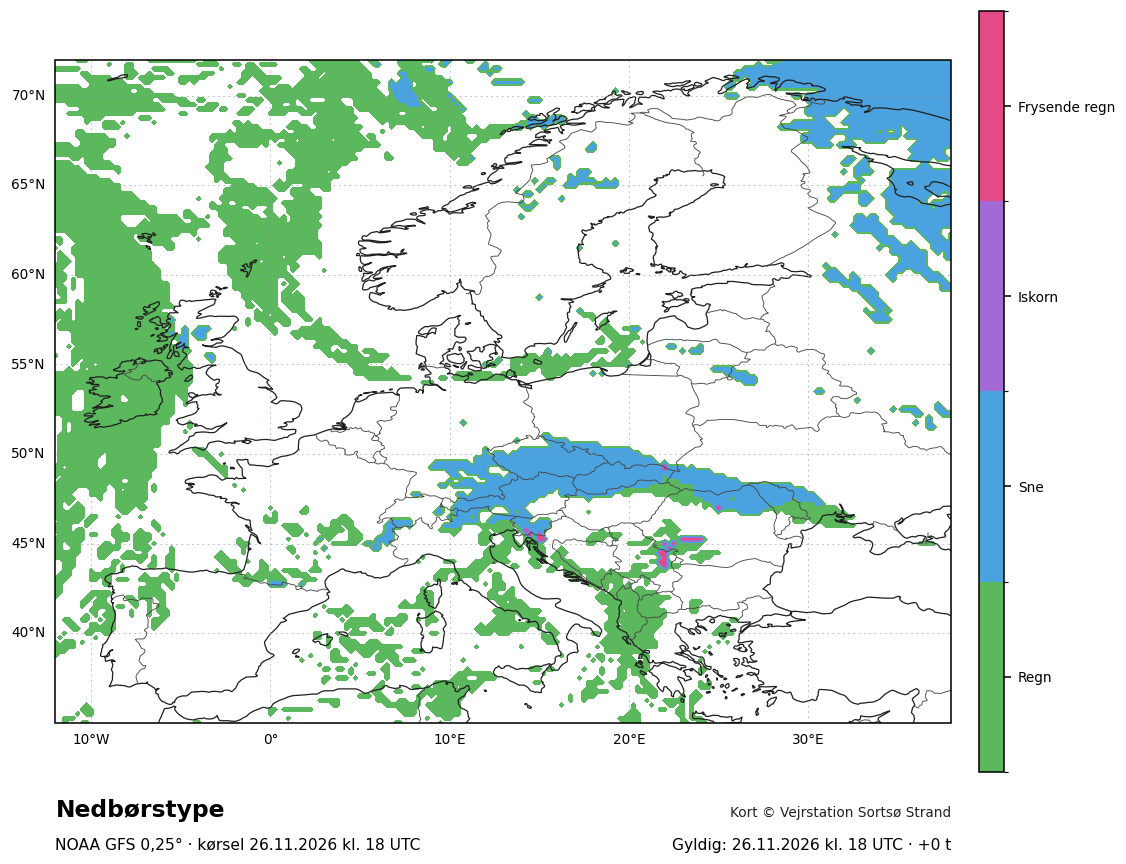 70°N
65°N
60°N
55°N
50°N
45°N
40°N
10°W
0°
10°E
20°E
30°E
Frysende regn
Iskorn
Sne
Regn
Nedbørstype
Kort © Vejrstation Sortsø Strand
NOAA GFS 0,25° · kørsel 26.11.2026 kl. 18 UTC
Gyldig: 26.11.2026 kl. 18 UTC · +0 t